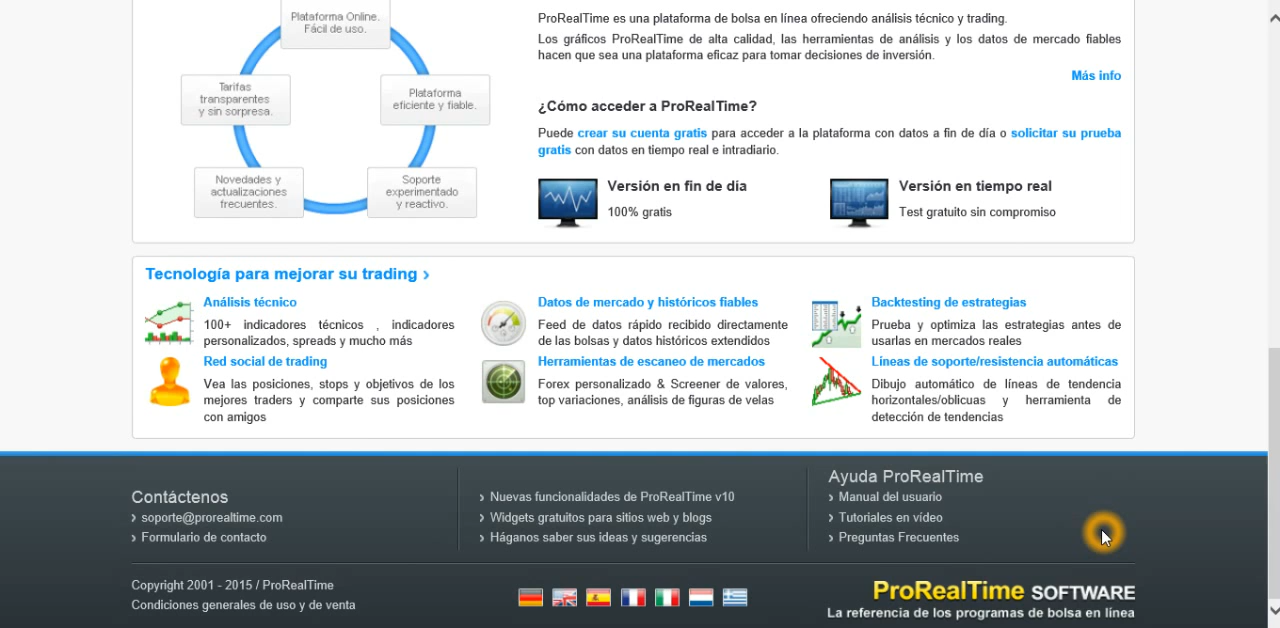 Plataforma Online.
Fácil de uso.
Tarifas
transparentes
y sin sorpresa.
Plataforma
eficiente y fiable.
Novedades y
actualizaciones
frecuentes.
Soporte
experimentado
y reactivo.
ProRealTime es una plataforma de bolsa en línea ofreciendo análisis técnico y trading.
Los gráficos ProRealTime de alta calidad, las herramientas de análisis y los datos de mercado fiables
hacen que sea una plataforma eficaz para tomar decisiones de inversión.
Más info
¿Cómo acceder a ProRealTime?
Puede crear su cuenta gratis para acceder a la plataforma con datos a fin de día o solicitar su prueba
gratis con datos en tiempo real e intradiario.
Versión en fin de día
100% gratis
Versión en tiempo real
Test gratuito sin compromiso
Tecnología para mejorar su trading ›
Análisis técnico
100+ indicadores técnicos , indicadores
personalizados, spreads y mucho más
Datos de mercado y históricos fiables
Feed de datos rápido recibido directamente
de las bolsas y datos históricos extendidos
Backtesting de estrategias
Prueba y optimiza las estrategias antes de
usarlas en mercados reales
Red social de trading
Vea las posiciones, stops y objetivos de los
mejores traders y comparte sus posiciones
con amigos
Herramientas de escaneo de mercados
Forex personalizado & Screener de valores,
top variaciones, análisis de figuras de velas
Líneas de soporte/resistencia automáticas
Dibujo automático de líneas de tendencia
horizontales/oblicuas y herramienta de
detección de tendencias
Contáctenos
› soporte@prorealtime.com
› Formulario de contacto
› Nuevas funcionalidades de ProRealTime v10
› Widgets gratuitos para sitios web y blogs
› Háganos saber sus ideas y sugerencias
Ayuda ProRealTime
› Manual del usuario
› Tutoriales en vídeo
› Preguntas Frecuentes
Copyright 2001 - 2015 / ProRealTime
Condiciones generales de uso y de venta
ProRealTime SOFTWARE
La referencia de los programas de bolsa en línea